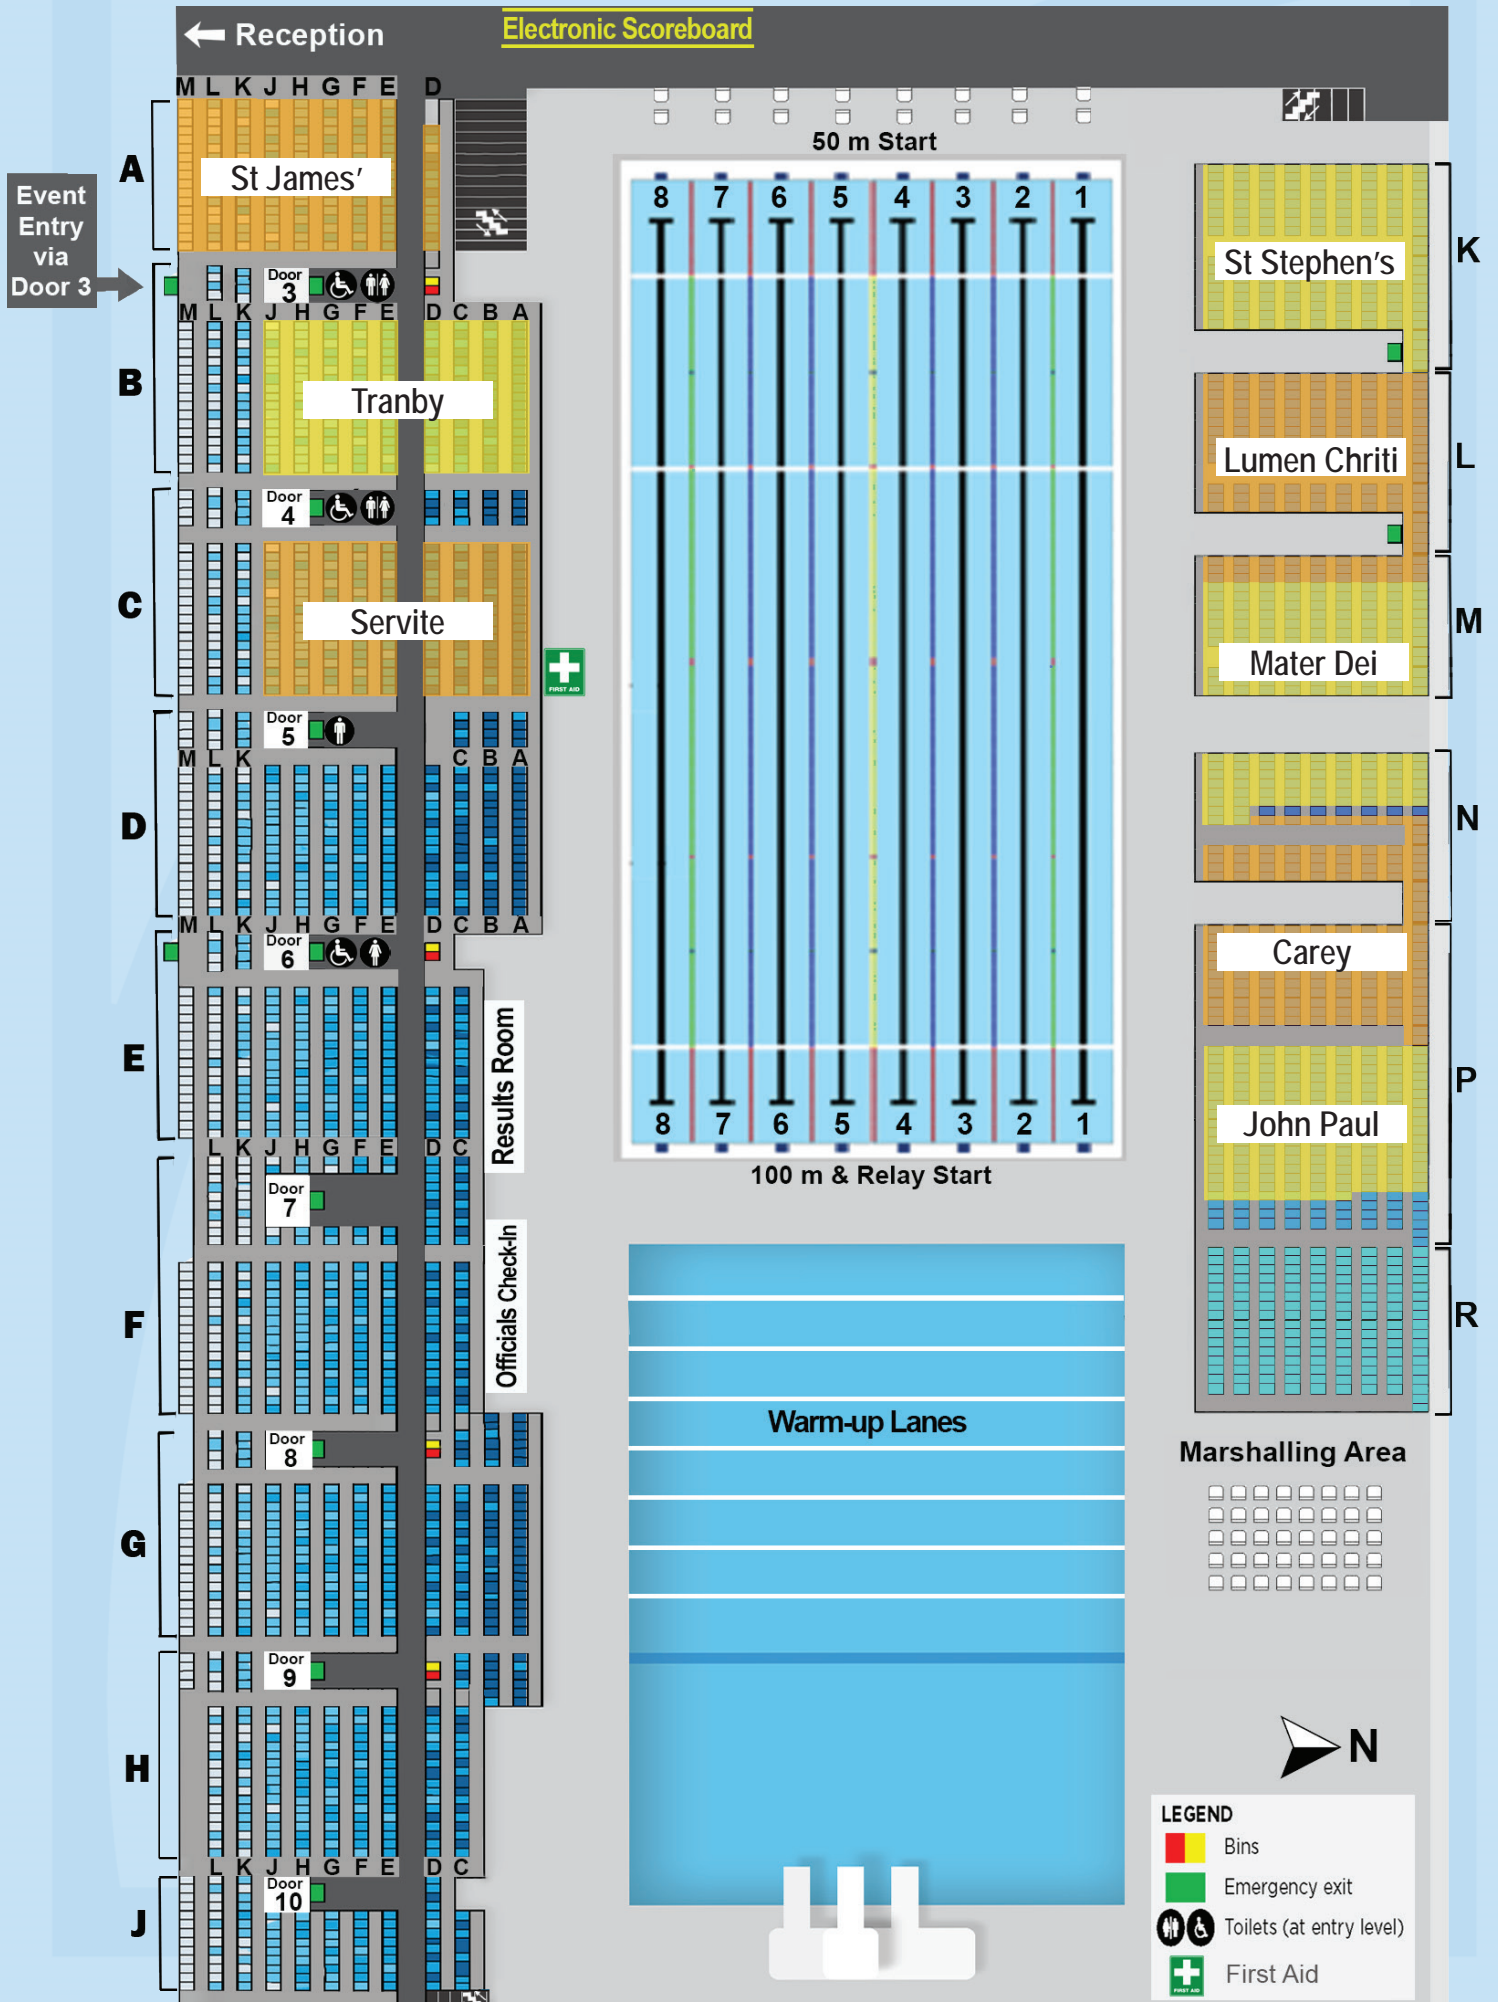 Reception
Electronic Scoreboard
M L K J H G F E D
A
St James'
Event
Entry
via
Door 3
50 m Start
8 7 6 5 4 3 2 1
K
St Stephen's
Door
3
M L K J H G F E D C B A
B
Tranby
L
Lumen Chriti
Door
4
C
Servite
FIRST AID
M
Mater Dei
Door
5
M L K C B A
D
N
M L K J H G F E D C B A
Door
6
Carey
E
Results Room
P
John Paul
8 7 6 5 4 3 2 1
100 m & Relay Start
L K J H G F E D C
Door
7
Officials Check-In
F
R
Warm-up Lanes
Marshalling Area
Door
8
G
Door
9
H
N
L K J H G F E D C
Door
10
J
LEGEND
Bins
Emergency exit
Toilets (at entry level)
FIRST AID
First Aid